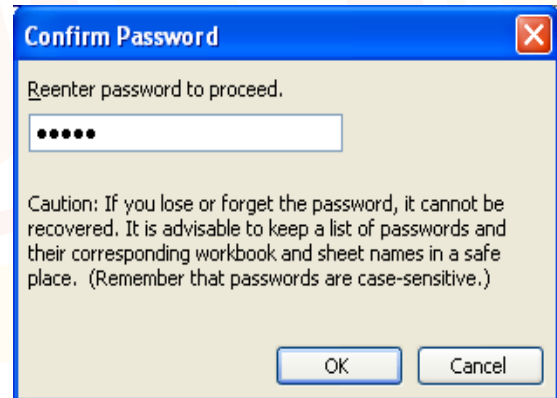 Confirm Password
Reenter password to proceed.
•••••
Caution: If you lose or forget the password, it cannot be
recovered. It is advisable to keep a list of passwords and
their corresponding workbook and sheet names in a safe
place.  (Remember that passwords are case-sensitive.)
OK
Cancel